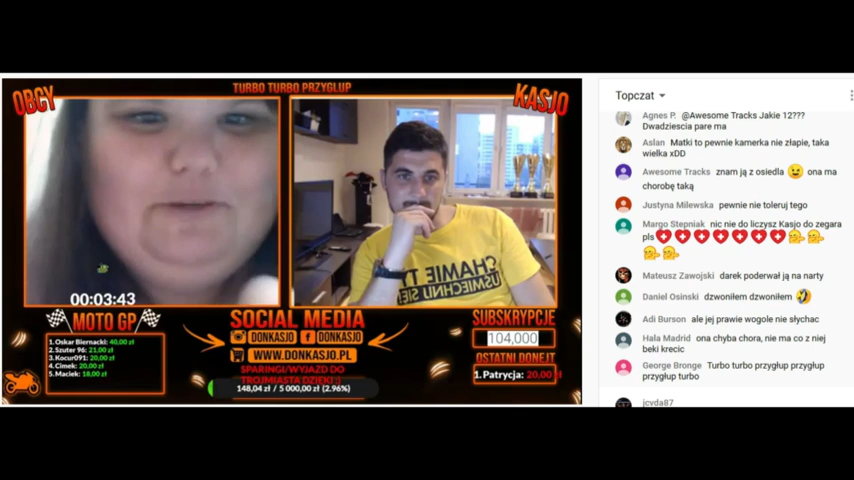 TURBO TURBO PRZYGŁUP
OBCY
KASJO
CHAMIE TY
UŚMIECHNIJ SIĘ
00:03:43
MOTO GP
1. Oskar Biernacki: 40,00 zł
2. Szuter 96: 21,00 zł
3. Kocur091: 20,00 zł
4. Cimek: 20,00 zł
5. Maciek: 18,00 zł
SOCIAL MEDIA
DONKASJO
DONKASJO
WWW.DONKASJO.PL
SPARINGI/WYJAZD DO
TROJMIASTA DZIEKI ;)
148,04 zł / 5 000,00 zł (2.96%)
SUBSKRYPCJE
104,000
OSTATNI DONEJT
1. Patrycja: 20,00
Topczat
Agnes P. @Awesome Tracks Jakie 12???
Dwadziescia pare ma
Aslan Matki to pewnie kamerka nie złapie, taka
wielka xDD
Awesome Tracks znam ją z osiedla 😉 ona ma
chorobę taką
Justyna Milewska pewnie nie toleruj tego
Margo Stepniak nic nie do liczysz Kasjo do zegara
pls
Mateusz Zawojski darek poderwał ją na narty
Daniel Osinski dzwoniłem dzwoniłem 🤣
Adi Burson ale jej prawie wogole nie słychac
Hala Madrid ona chyba chora, nie ma co z niej
beki krecic
George Bronge Turbo turbo przygłup przygłup
przygłup turbo
jcvda87